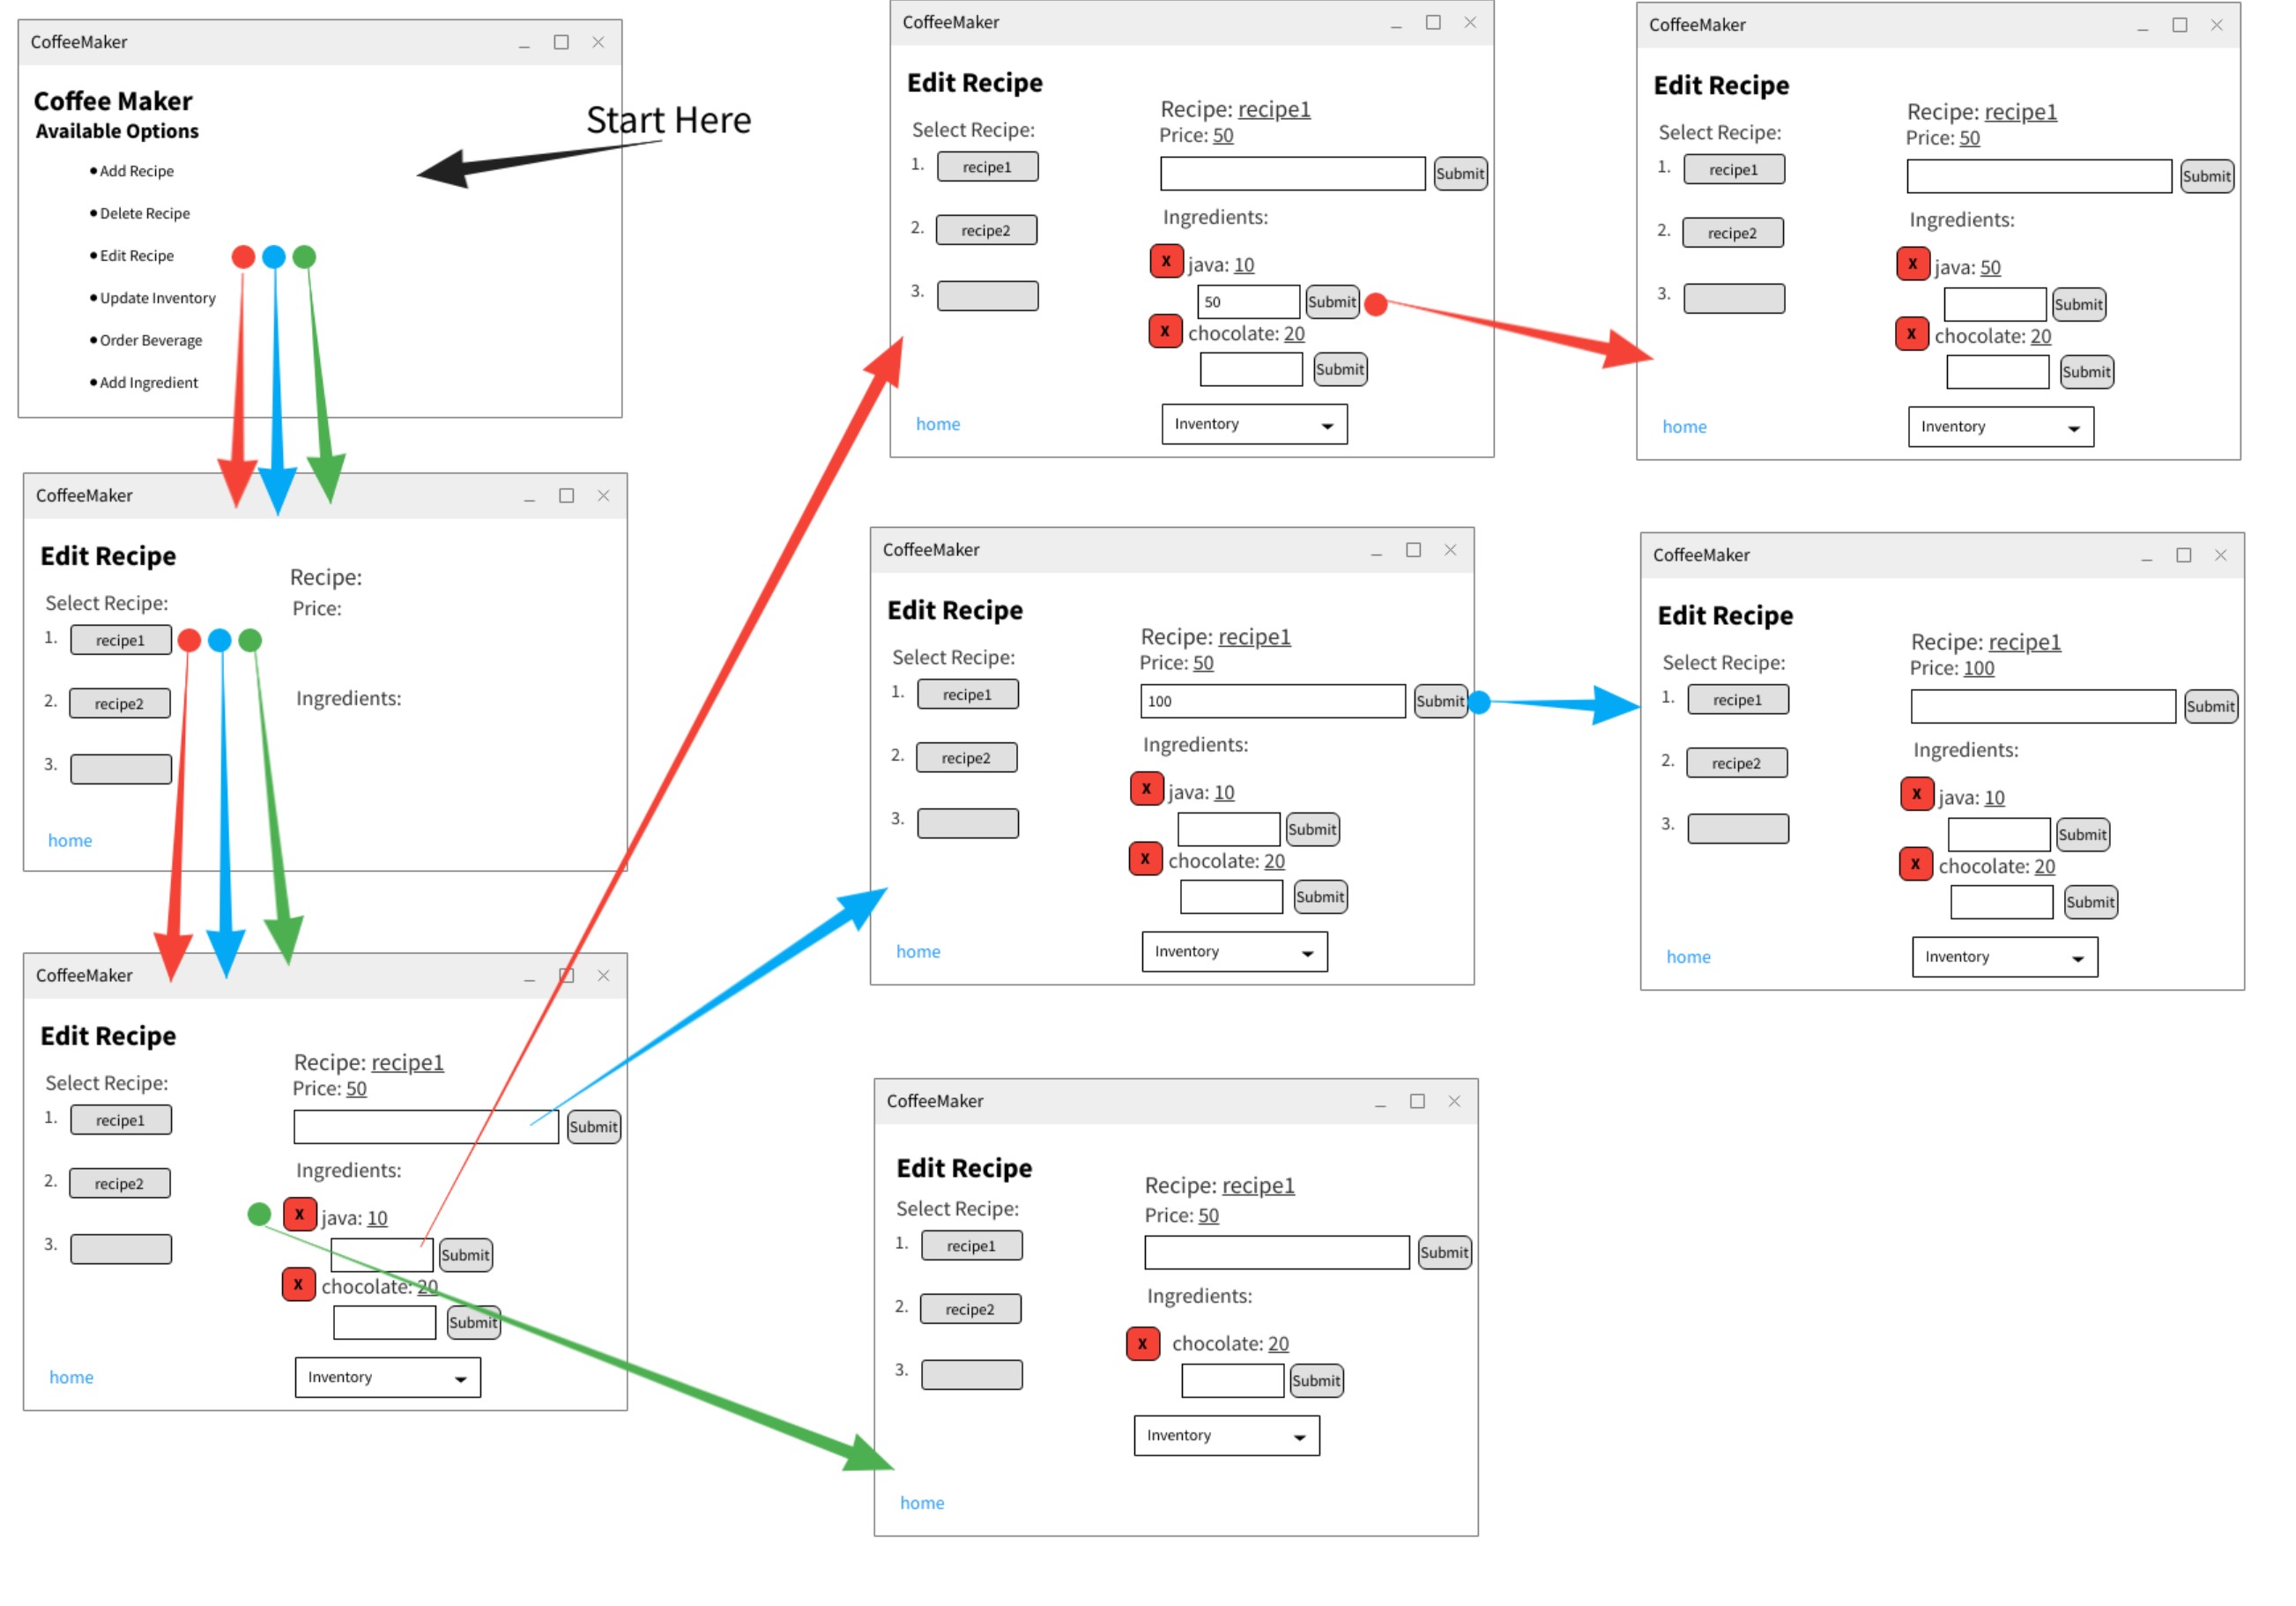 CoffeeMaker
Coffee Maker
Available Options
Add Recipe
Delete Recipe
Edit Recipe
Update Inventory
Order Beverage
Add Ingredient
Start Here
CoffeeMaker
Edit Recipe
Select Recipe:
1. recipe1
2. recipe2
3.
Recipe:
Price:
Ingredients:
home
CoffeeMaker
Edit Recipe
Select Recipe:
1. recipe1
2. recipe2
3.
Recipe: recipe1
Price: 50
Submit
Ingredients:
X java: 10
Submit
X chocolate: 20
Submit
Inventory
home
CoffeeMaker
Edit Recipe
Select Recipe:
1. recipe1
2. recipe2
3.
Recipe: recipe1
Price: 50
Submit
Ingredients:
X java: 10
50 Submit
X chocolate: 20
Submit
Inventory
home
CoffeeMaker
Edit Recipe
Select Recipe:
1. recipe1
2. recipe2
3.
Recipe: recipe1
Price: 50
Submit
Ingredients:
X java: 50
Submit
X chocolate: 20
Submit
Inventory
home
CoffeeMaker
Edit Recipe
Select Recipe:
1. recipe1
2. recipe2
3.
Recipe: recipe1
Price: 50
100 Submit
Ingredients:
X java: 10
Submit
X chocolate: 20
Submit
Inventory
home
CoffeeMaker
Edit Recipe
Select Recipe:
1. recipe1
2. recipe2
3.
Recipe: recipe1
Price: 100
Submit
Ingredients:
X java: 10
Submit
X chocolate: 20
Submit
Inventory
home
CoffeeMaker
Edit Recipe
Select Recipe:
1. recipe1
2. recipe2
3.
Recipe: recipe1
Price: 50
Submit
Ingredients:
X chocolate: 20
Submit
Inventory
home